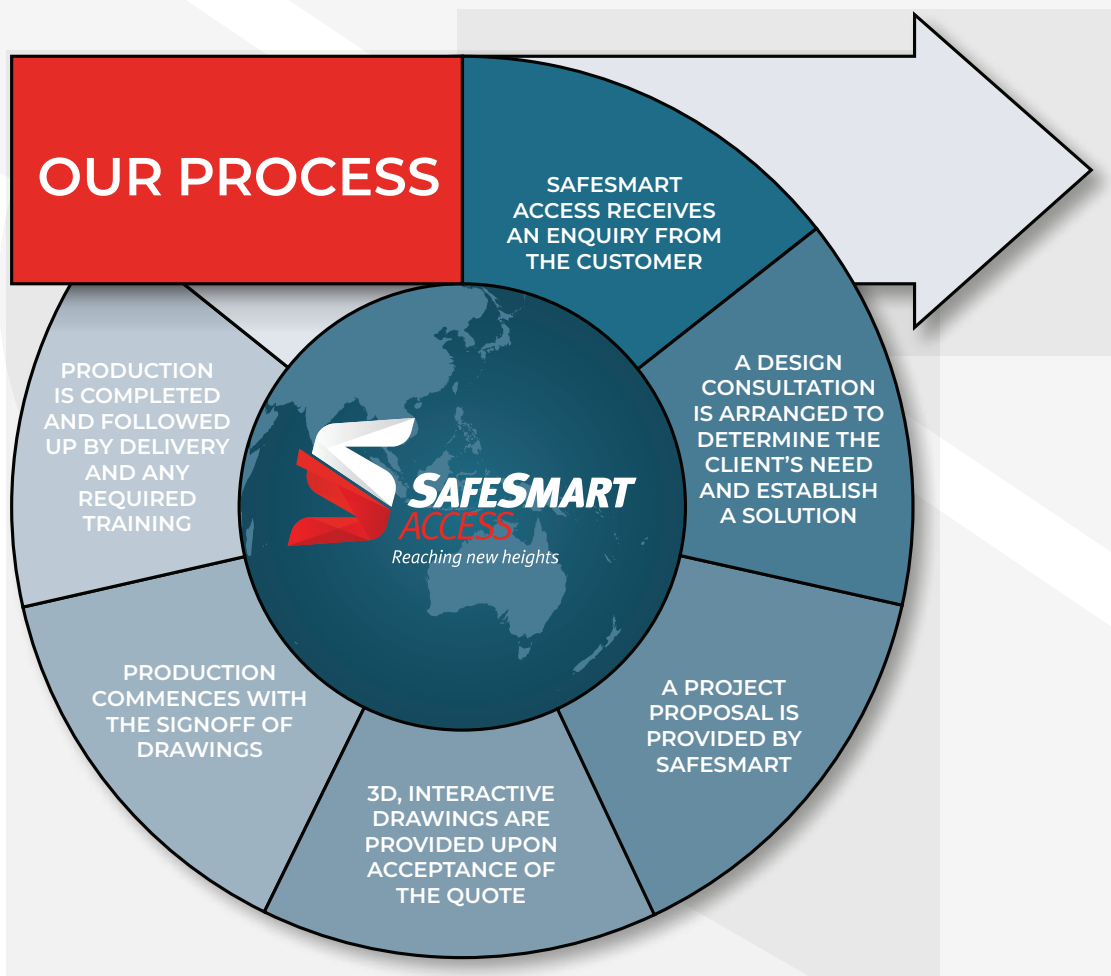 OUR PROCESS
SAFESMART
ACCESS RECEIVES
AN ENQUIRY FROM
THE CUSTOMER
A DESIGN
CONSULTATION
IS ARRANGED TO
DETERMINE THE
CLIENT'S NEED
AND ESTABLISH
A SOLUTION
A PROJECT
PROPOSAL IS
PROVIDED BY
SAFESMART
3D, INTERACTIVE
DRAWINGS ARE
PROVIDED UPON
ACCEPTANCE OF
THE QUOTE
PRODUCTION
COMMENCES WITH
THE SIGNOFF OF
DRAWINGS
PRODUCTION
IS COMPLETED
AND FOLLOWED
UP BY DELIVERY
AND ANY
REQUIRED
TRAINING
SAFESMART
ACCESS
Reaching new heights